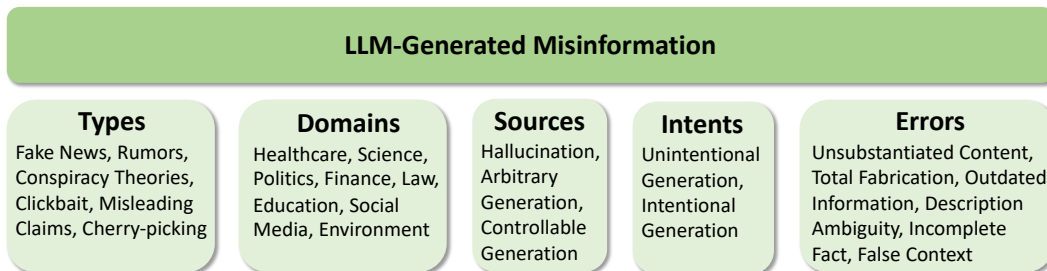 LLM-Generated Misinformation
Types
Fake News, Rumors,
Conspiracy Theories,
Clickbait, Misleading
Claims, Cherry-picking
Domains
Healthcare, Science,
Politics, Finance, Law,
Education, Social
Media, Environment
Sources
Hallucination,
Arbitrary
Generation,
Controllable
Generation
Intents
Unintentional
Generation,
Intentional
Generation
Errors
Unsubstantiated Content,
Total Fabrication, Outdated
Information, Description
Ambiguity, Incomplete
Fact, False Context